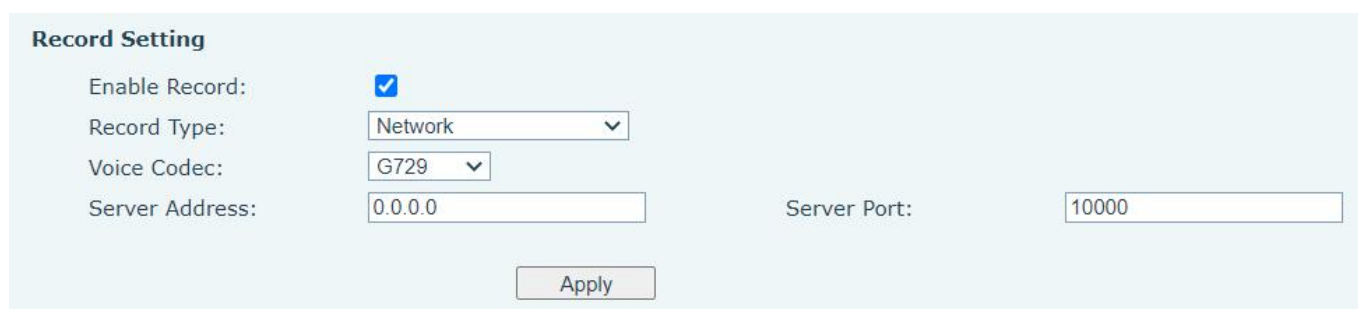 Record Setting
Enable Record:
Record Type: Network
Voice Codec: G729
Server Address: 0.0.0.0 Server Port: 10000
Apply